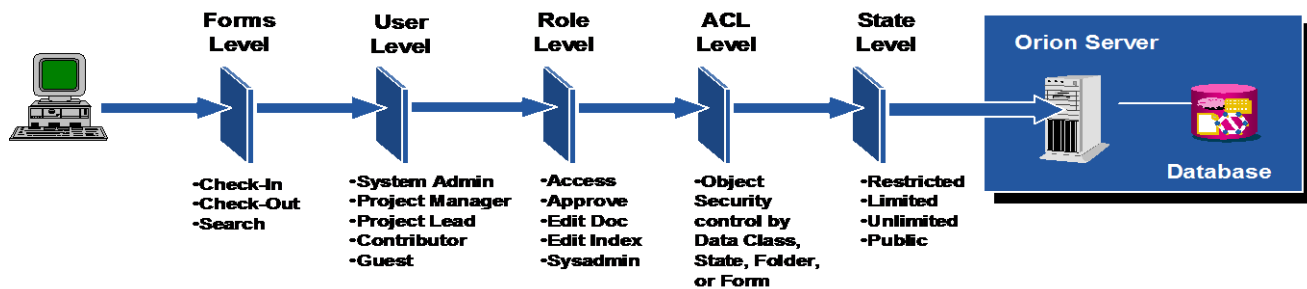 Forms
Level
User
Level
Role
Level
ACL
Level
State
Level
Orion Server
Database
•Check-In
•Check-Out
•Search
•System Admin
•Project Manager
•Project Lead
•Contributor
•Guest
•Access
•Approve
•Edit Doc
•Edit Index
•Sysadmin
•Object
Security
control by
Data Class,
State, Folder,
or Form
•Restricted
•Limited
•Unlimited
•Public